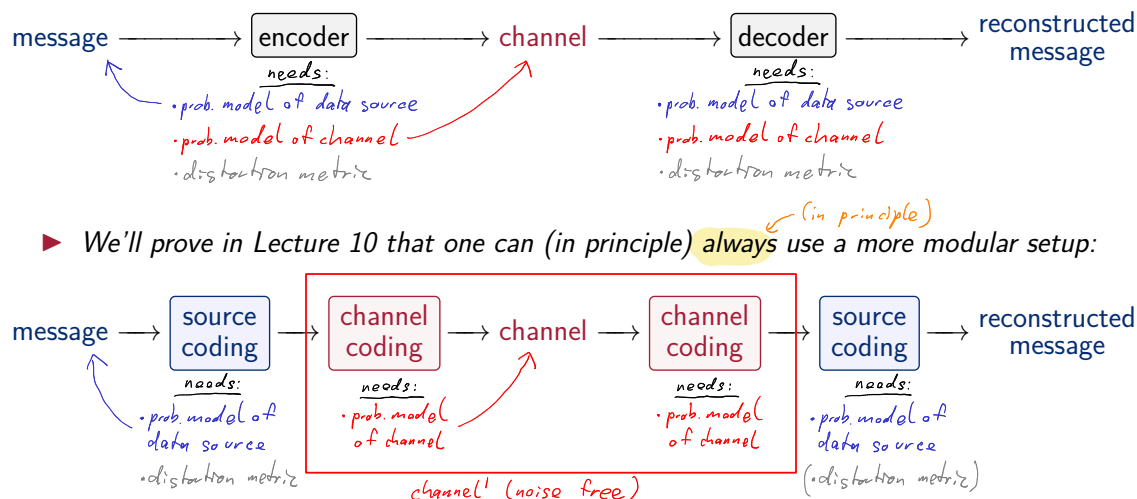 message encoder channel decoder reconstructed message
needs: needs:
• prob. model of data source • prob. model of data source
• prob. model of channel • prob. model of channel
• distortion metric • distortion metric
(in principle)
▶ We'll prove in Lecture 10 that one can (in principle) always use a more modular setup:
message source coding channel coding channel channel coding source coding reconstructed message
needs: needs: needs: needs:
• prob. model of • prob. model • prob. model • prob. model of
data source of channel of channel data source
• distortion metric (• distortion metric)
channel' (noise free)